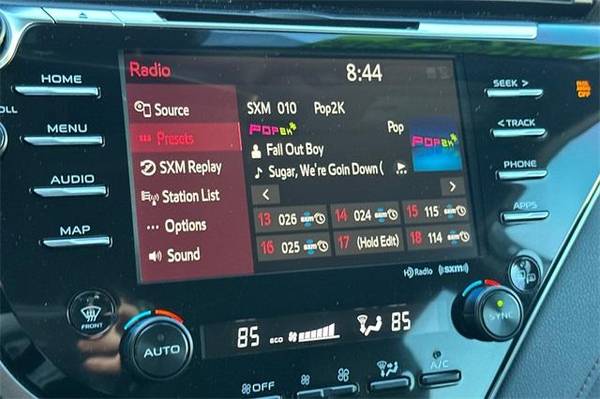 Radio 8:44
HOME
SEEK >
Source
SXM 010 Pop2K
MENU
Presets
POP2K Pop
POP2K
< TRACK
Fall Out Boy
SXM Replay
Sugar, We're Goin Down (
AUDIO
PHONE
Station List
< >
13 026 14 024 15 115
APPS
MAP
Options
16 025 17 (Hold Edit) 18 114
Sound
HD Radio ((sxm))
FRONT
SYNC
AUTO
85 ECO 85
OFF
A/C